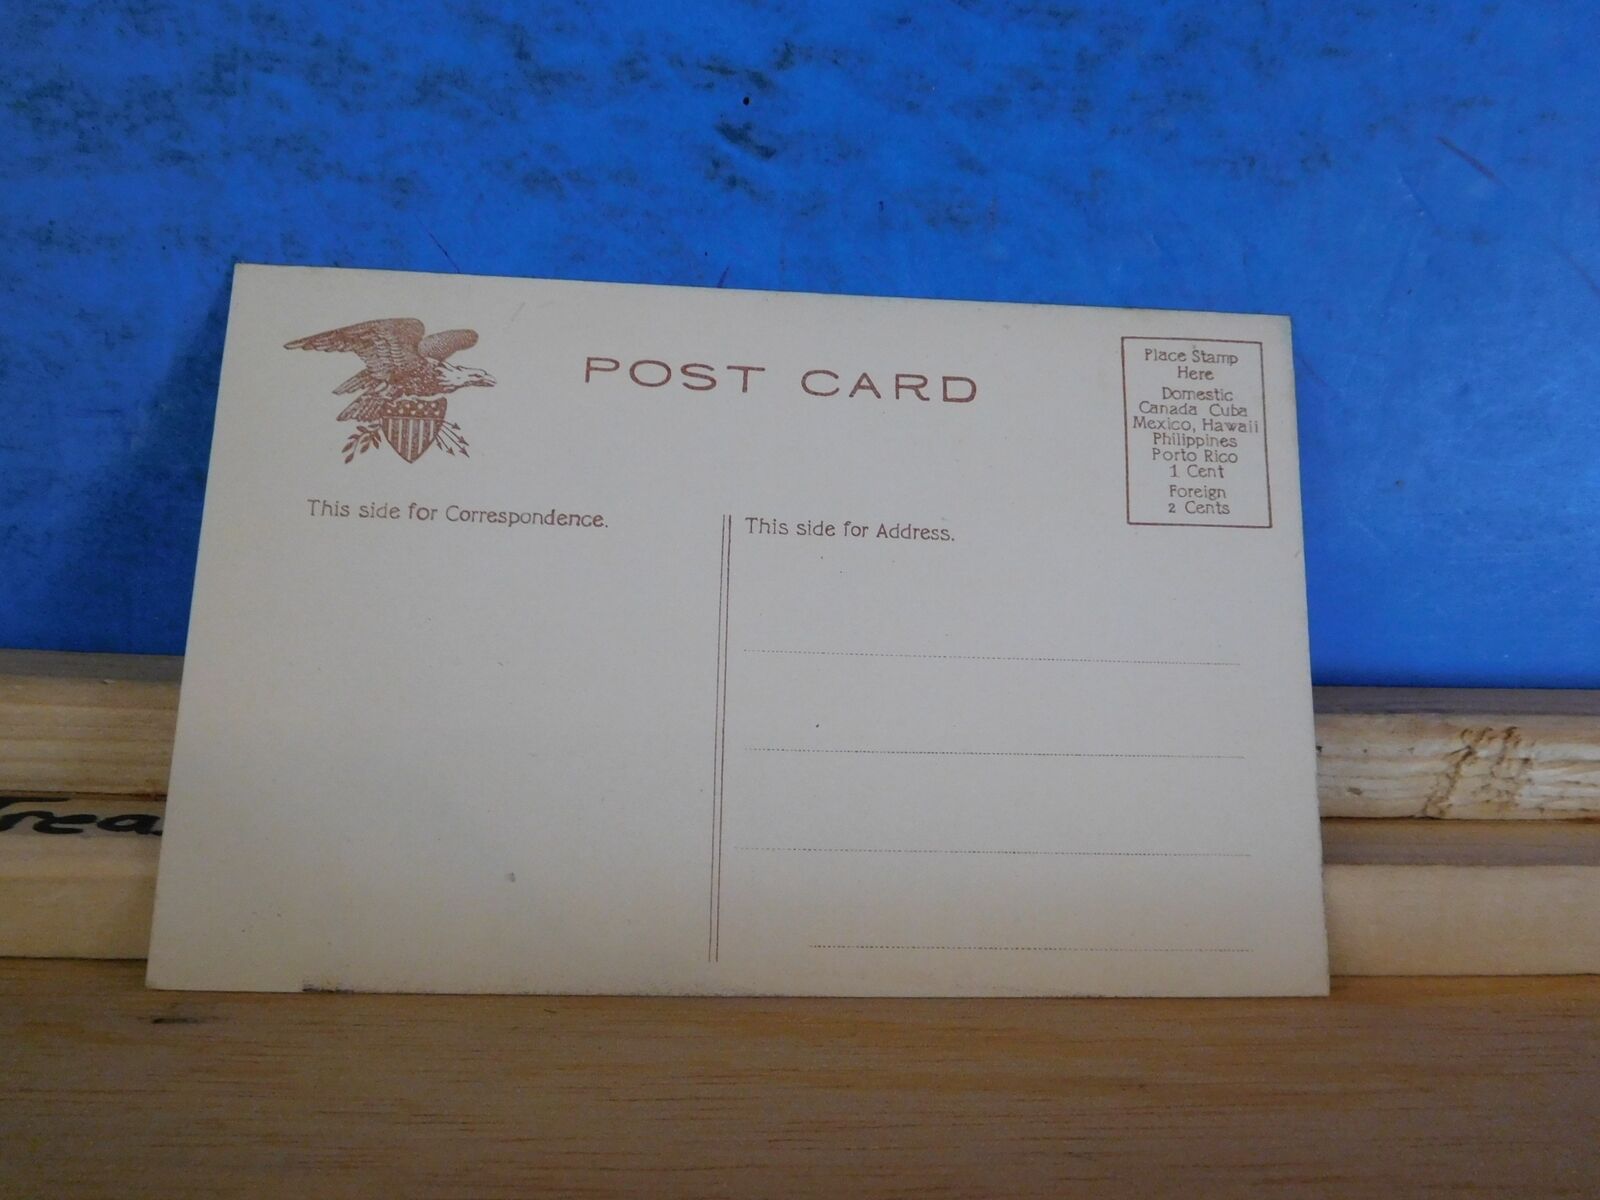 POST CARD
Place Stamp
Here
Domestic
Canada Cuba
Mexico, Hawaii
Philippines
Porto Rico
1 Cent
Foreign
2 Cents
This side for Correspondence.
This side for Address.